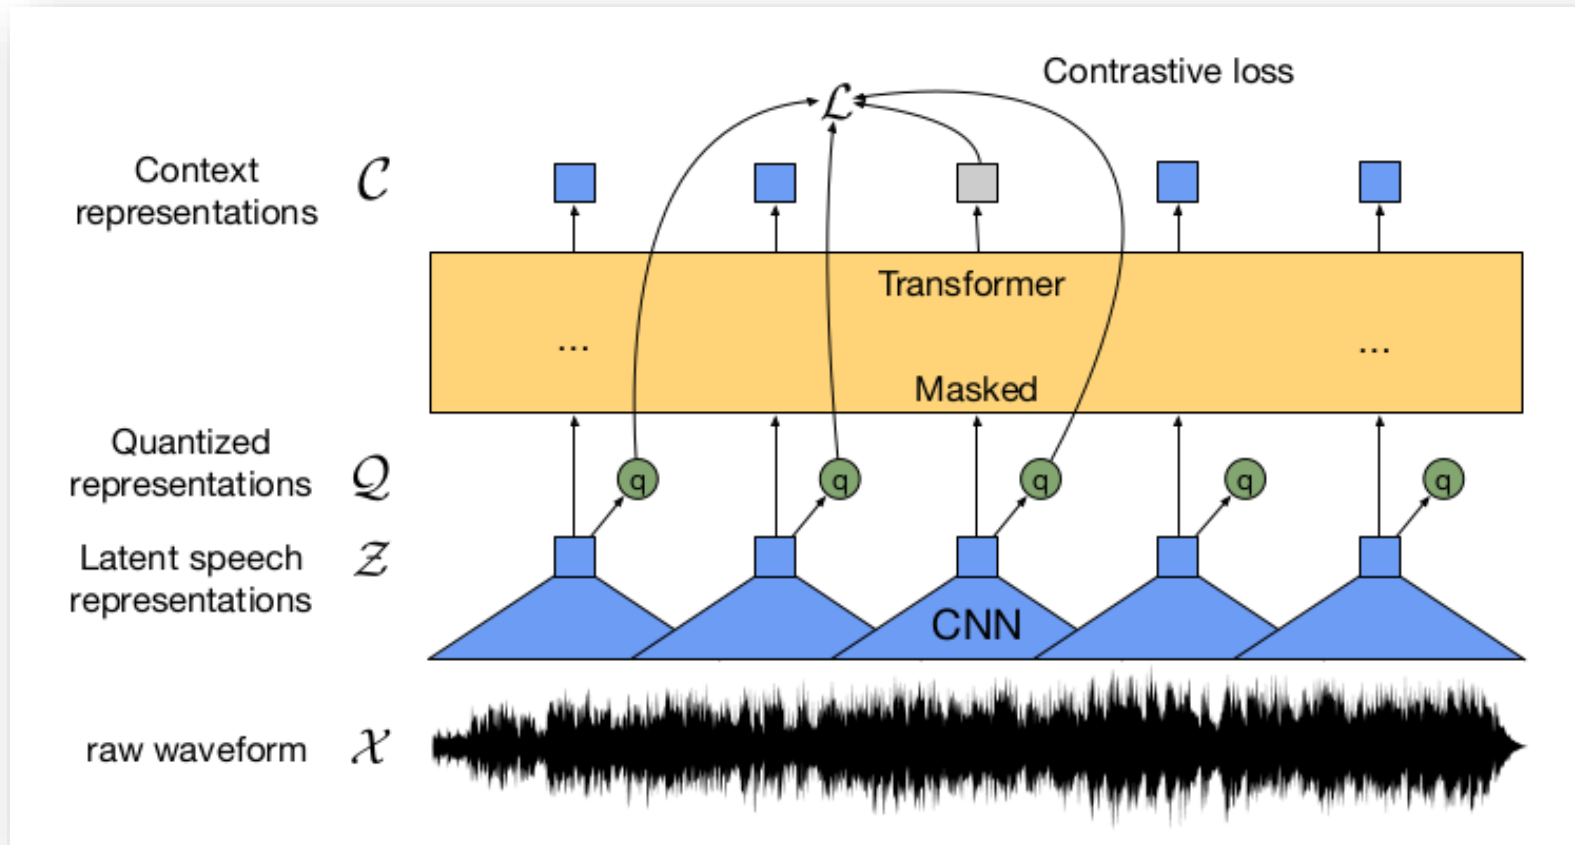 Contrastive loss
ℒ
Context
representations
𝒞
Transformer
...
...
Masked
Quantized
representations
𝒬
q
q
q
q
q
Latent speech
representations
𝒵
CNN
raw waveform
𝒳